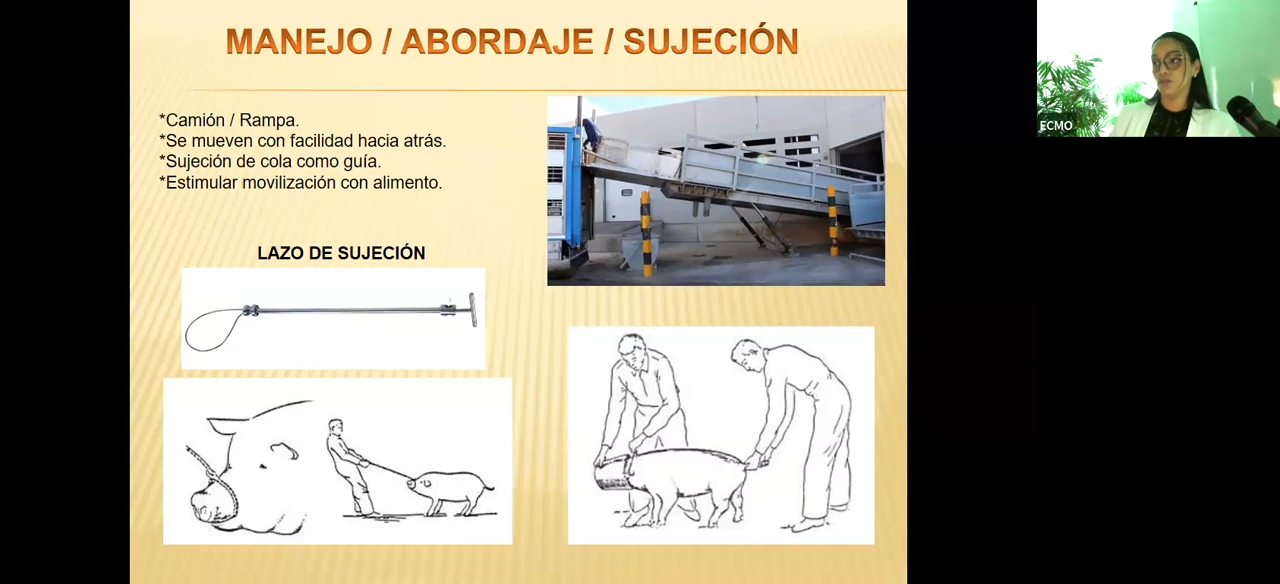 MANEJO / ABORDAJE / SUJECIÓN
*Camión / Rampa.
*Se mueven con facilidad hacia atrás.
*Sujeción de cola como guía.
*Estimular movilización con alimento.
LAZO DE SUJECIÓN
ECMO